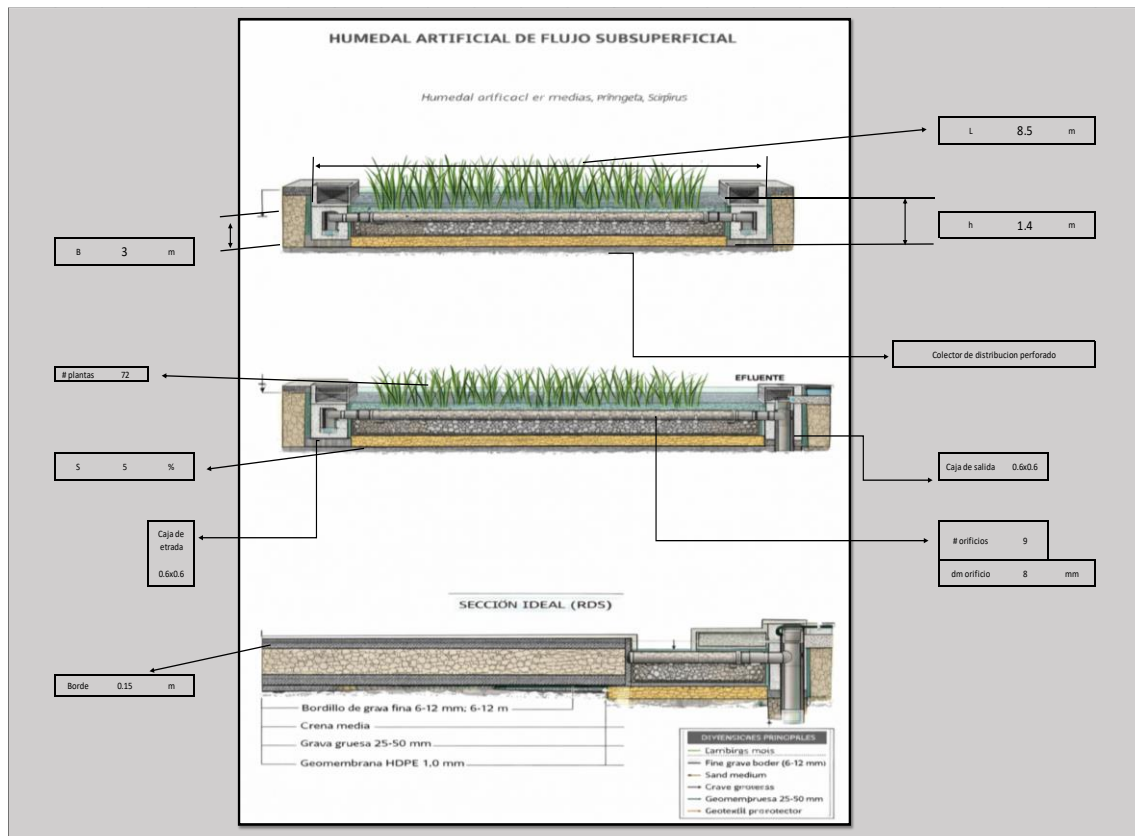 HUMEDAL ARTIFICIAL DE FLUJO SUBSUPERFICIAL
Humedal orificocl er medias, Prihngeta, Scirpirus
L 8.5 m
h 1.4 m
B 3 m
Colector de distribucion perforado
# plantas 72
EFLUENTE
S 5 %
Caja de salida 0.6x0.6
Caja de
etrada
0.6x0.6
# orificios 9
dm orificio 8 mm
SECCIÓN IDEAL (RDS)
Borde 0.15 m
Bordillo de grava fina 6-12 mm; 6-12 m
Crena media
Grava gruesa 25-50 mm
Geomembrana HDPE 1,0 mm
Lambiras mois
Fine grava boder (6-12 mm)
Sand medium
Crave groieras
Geomempruesa 25-50 mm